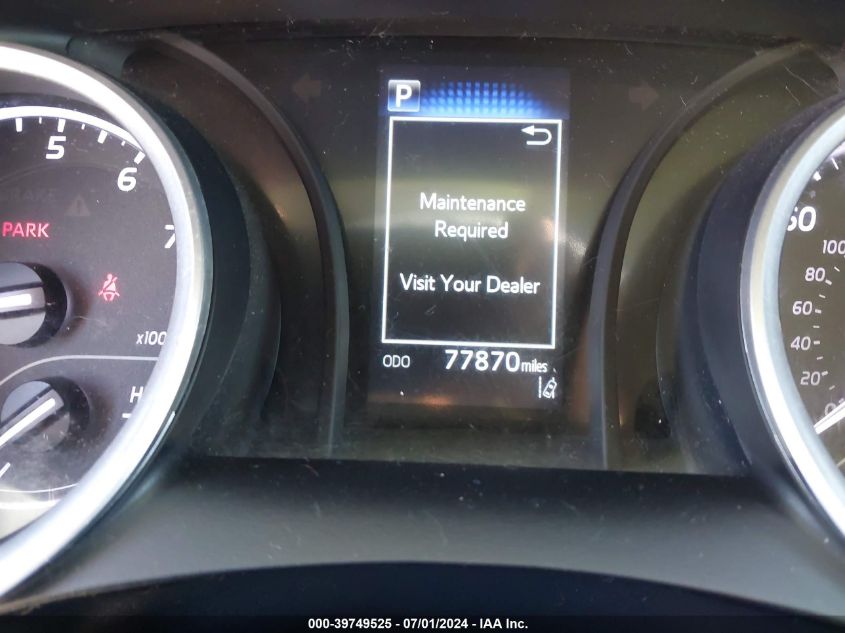 P
Maintenance
Required
Visit Your Dealer
ODO 77870 miles
5
6
7
PARK
x100
H
100
80
60
40
20
0
000-39749525 - 07/01/2024 - IAA Inc.